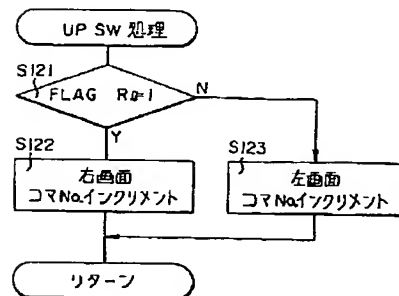 UP SW 処理
S121
FLAG R=1
N
Y
S122
S123
右画面
コマNo.インクリメント
左画面
コマNo.インクリメント
リターン